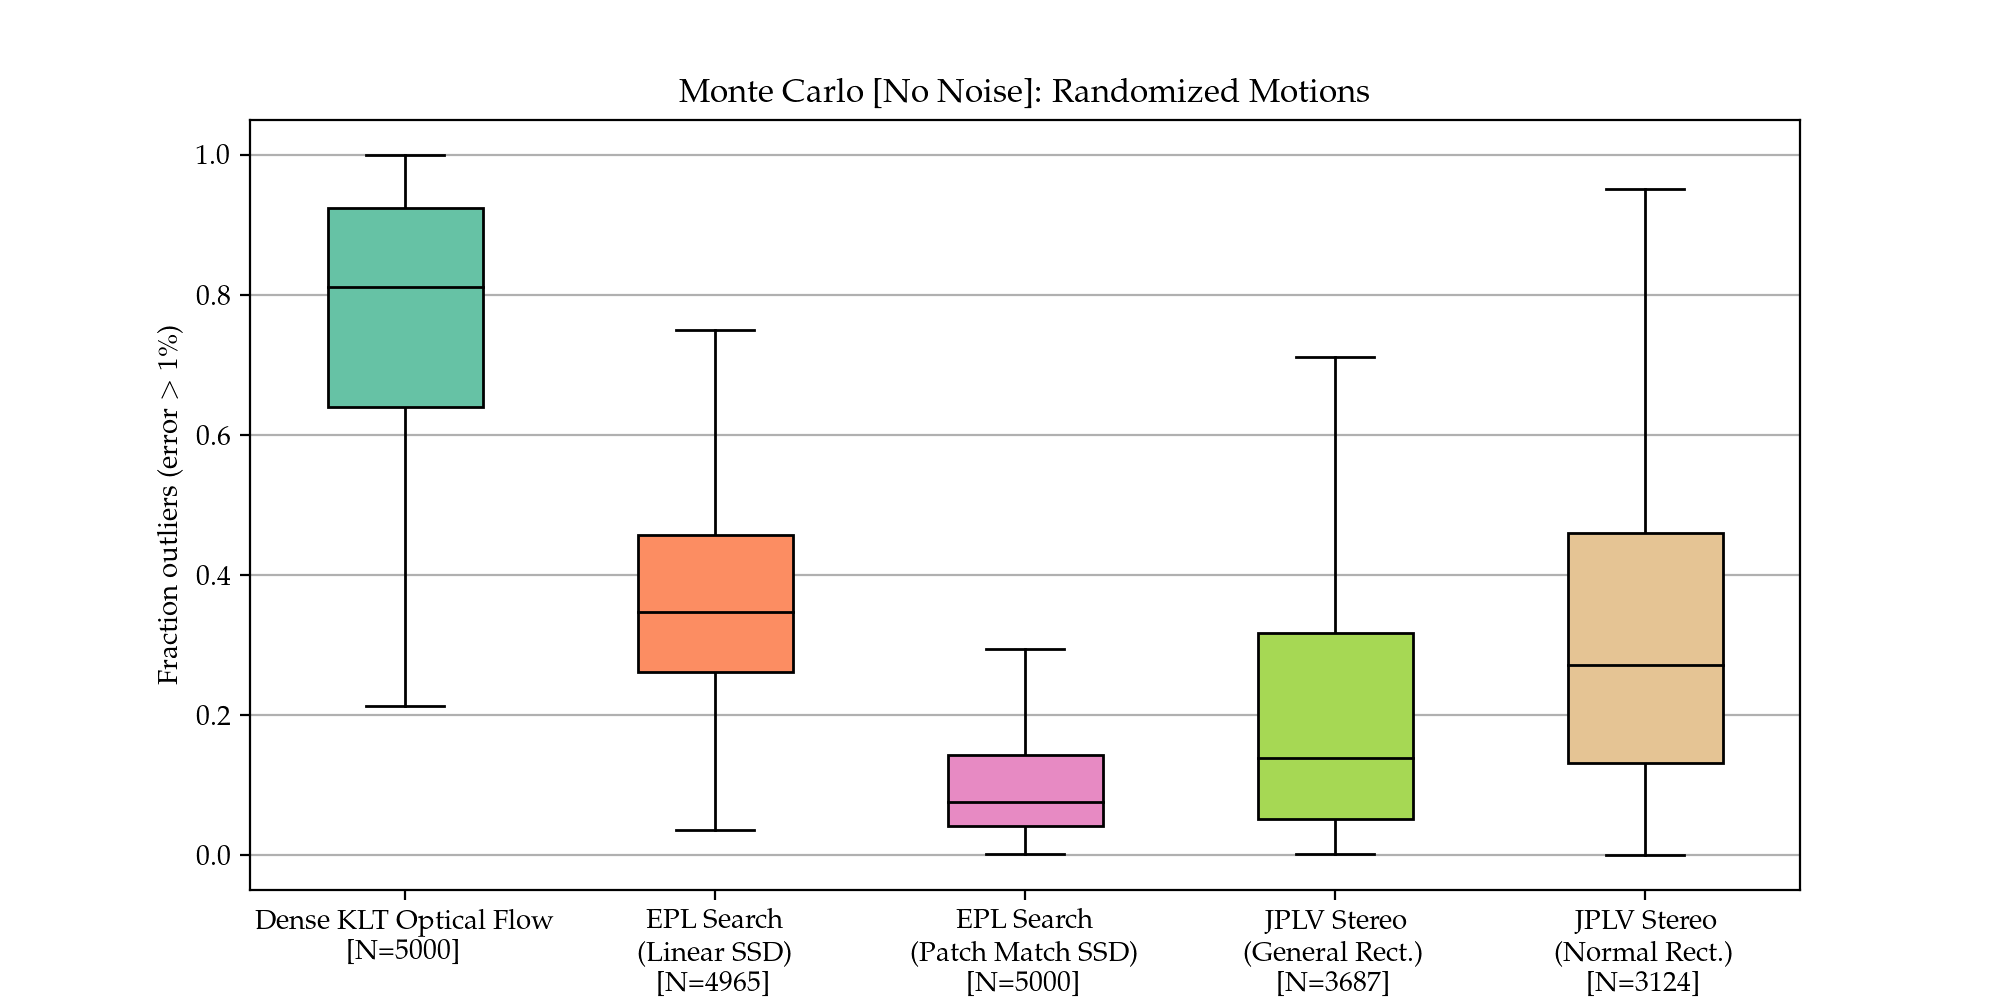 Monte Carlo [No Noise]: Randomized Motions
Fraction outliers (error > 1%)
1.0
0.8
0.6
0.4
0.2
0.0
Dense KLT Optical Flow
[N=5000]
EPL Search
(Linear SSD)
[N=4965]
EPL Search
(Patch Match SSD)
[N=5000]
JPLV Stereo
(General Rect.)
[N=3687]
JPLV Stereo
(Normal Rect.)
[N=3124]